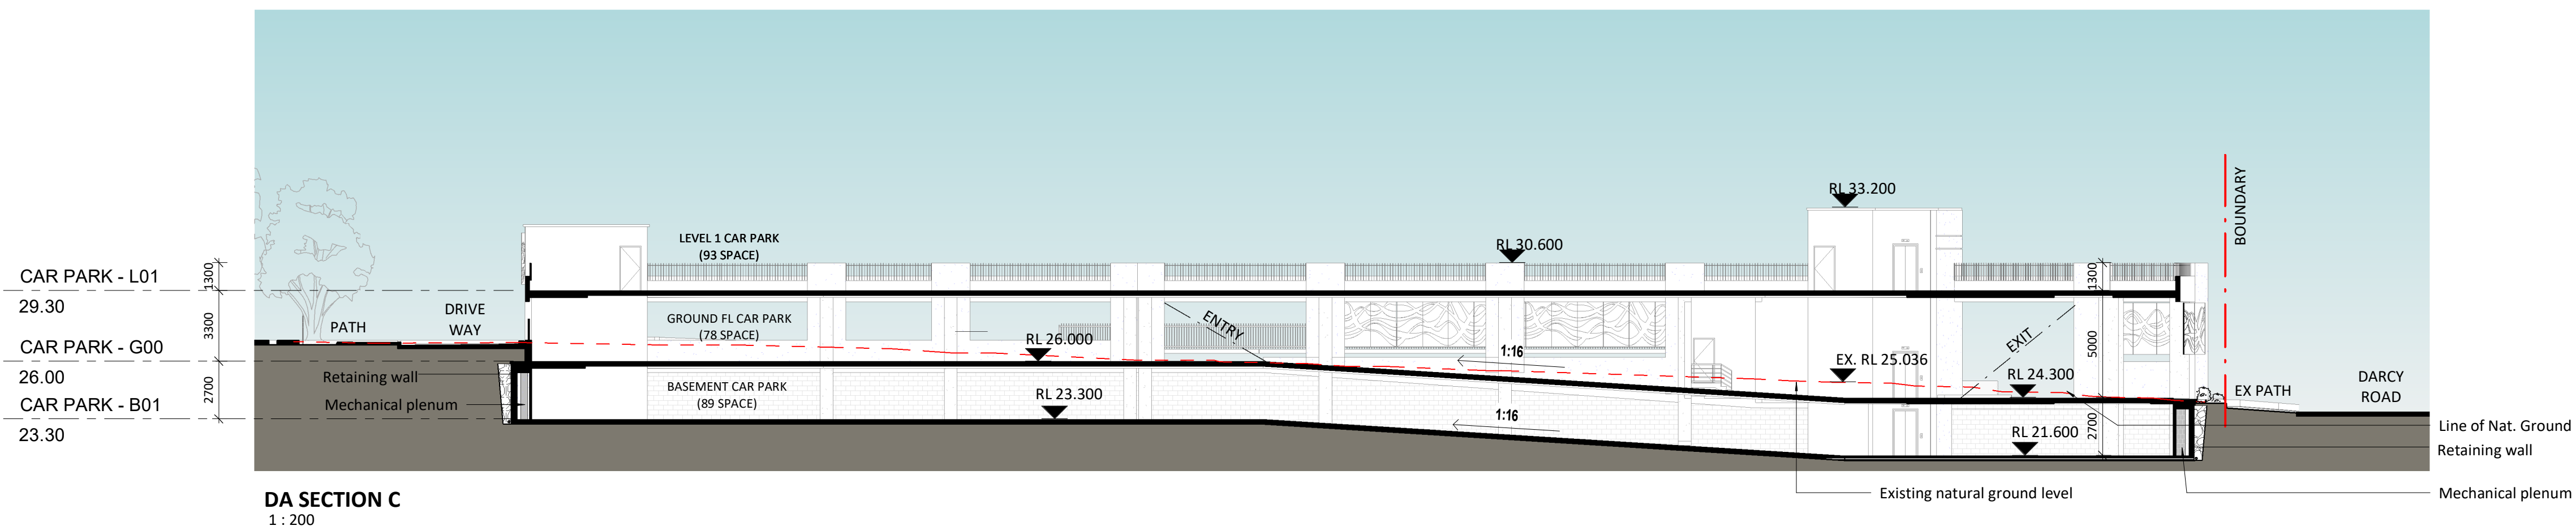 RL 33.200
BOUNDARY
LEVEL 1 CAR PARK
(93 SPACE)
RL 30.600
CAR PARK - L01
29.30
1300
1300
PATH
DRIVE
WAY
3300
GROUND FL CAR PARK
(78 SPACE)
ENTRY
RL 26.000
1:16
EXIT
5000
CAR PARK - G00
26.00
EX. RL 25.036
RL 24.300
Retaining wall
Mechanical plenum
2700
BASEMENT CAR PARK
(89 SPACE)
RL 23.300
1:16
EX PATH
DARCY
ROAD
CAR PARK - B01
23.30
RL 21.600
2700
Line of Nat. Ground
Retaining wall
Existing natural ground level
Mechanical plenum
DA SECTION C
1 : 200